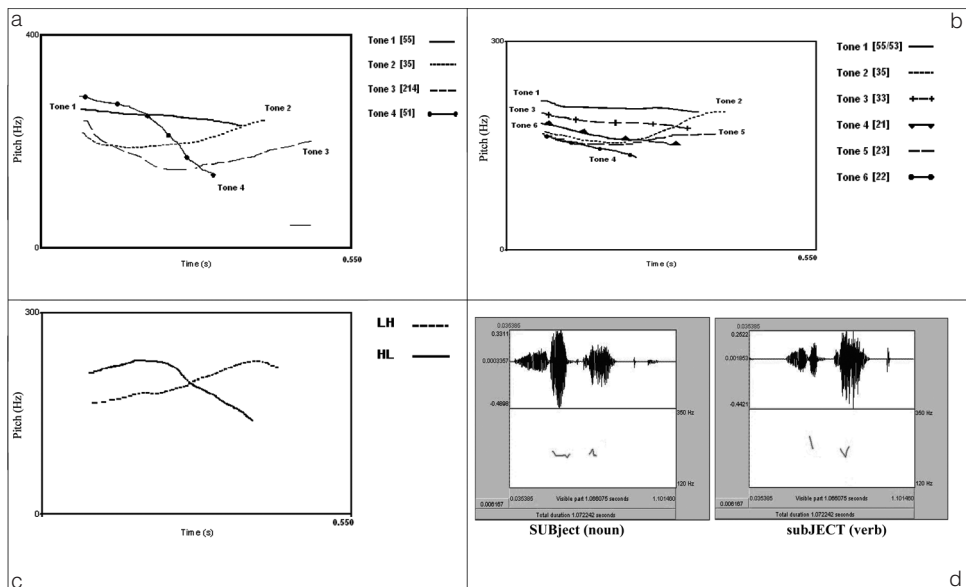 a
400
Pitch (Hz)
0
Tone 1
Tone 2
Tone 3
Tone 4
Time (s)
0.550
Tone 1 [55]
Tone 2 [35]
Tone 3 [214]
Tone 4 [51]
b
300
Pitch (Hz)
0
Tone 1
Tone 3
Tone 6
Tone 2
Tone 5
Tone 4
Time (s)
0.550
Tone 1 [55/53]
Tone 2 [35]
Tone 3 [33]
Tone 4 [21]
Tone 5 [23]
Tone 6 [22]
300
Pitch (Hz)
0
Time (s)
0.550
LH
HL
c
0.035385
0.3311
0.0003357
-0.4898
350 Hz
120 Hz
0.035385
Visible part 1.066075 seconds
1.101460
0.006167
Total duration 1.072242 seconds
SUBject (noun)
0.035385
0.2622
0.001953
-0.4421
350 Hz
120 Hz
0.035385
Visible part 1.066075 seconds
1.101460
0.006167
Total duration 1.072242 seconds
subJECT (verb)
d